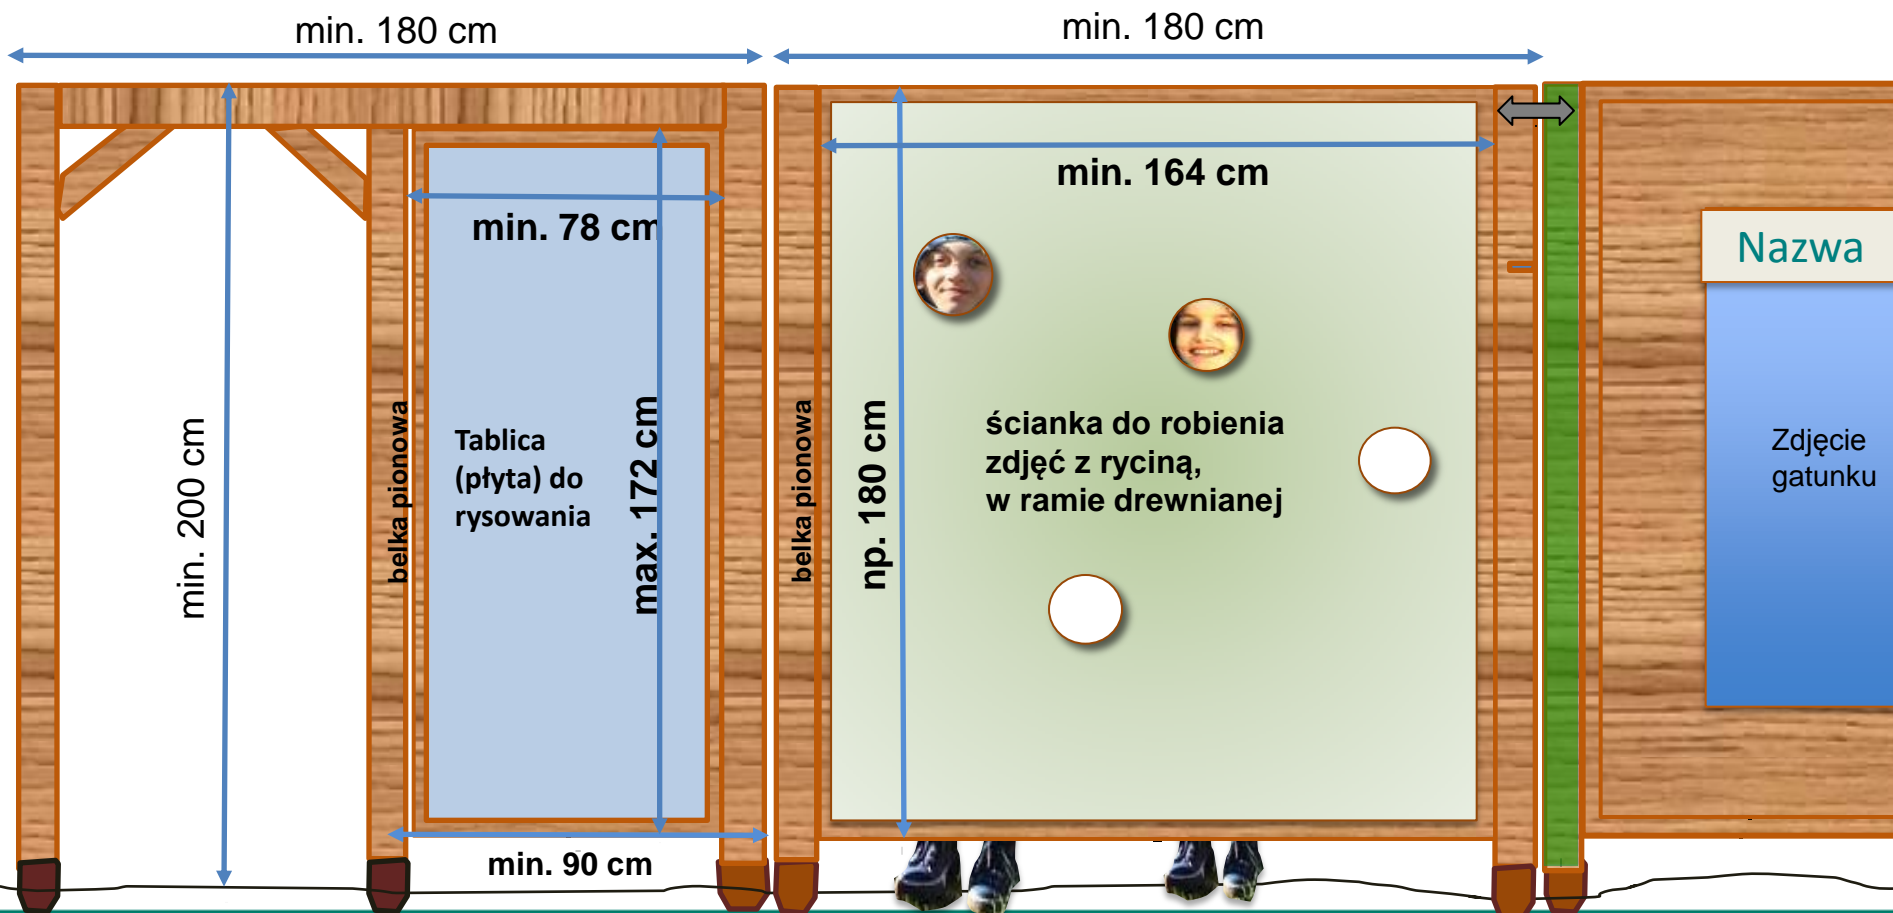 min. 180 cm
min. 180 cm
min. 164 cm
min. 78 cm
Nazwa
min. 200 cm
belka pionowa
Tablica
(płyta) do
rysowania
max. 172 cm
belka pionowa
np. 180 cm
ścianka do robienia
zdjęć z ryciną,
w ramie drewnianej
Zdjęcie
gatunku
min. 90 cm